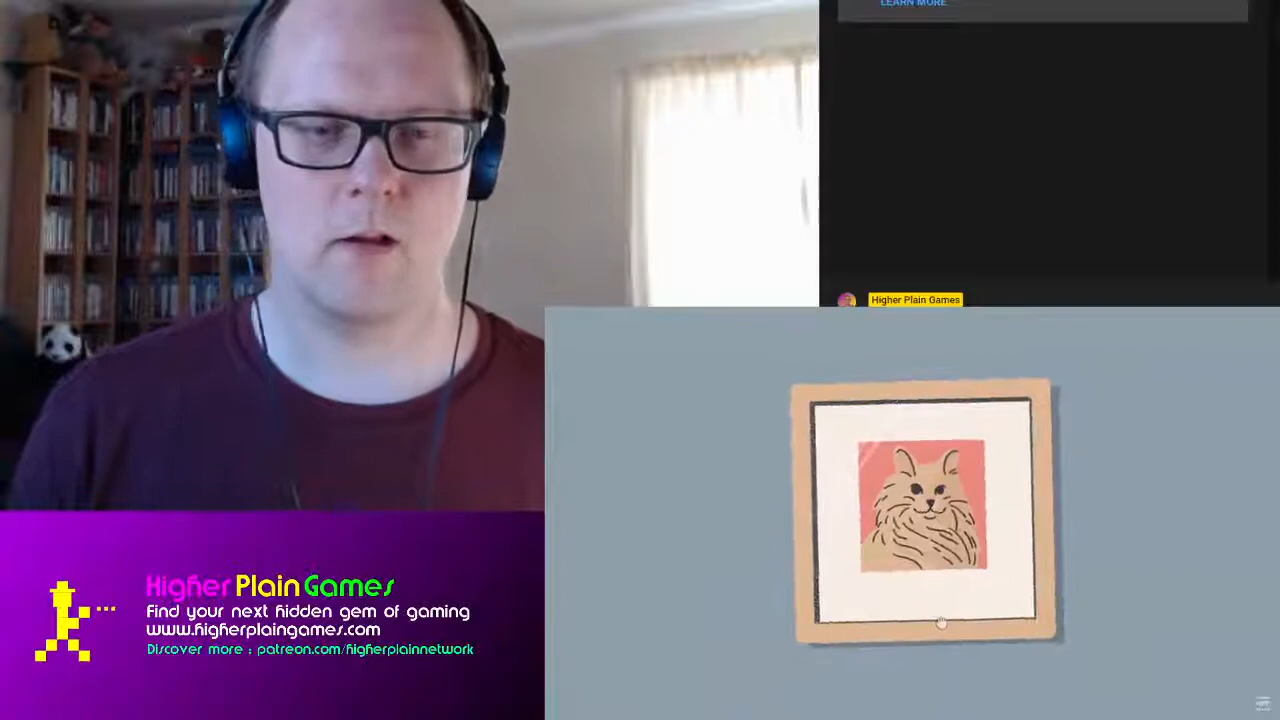 LEARN MORE
Higher Plain Games
Higher Plain Games
Find your next hidden gem of gaming
www.higherplaingames.com
Discover more : patreon.com/higherplainnetwork